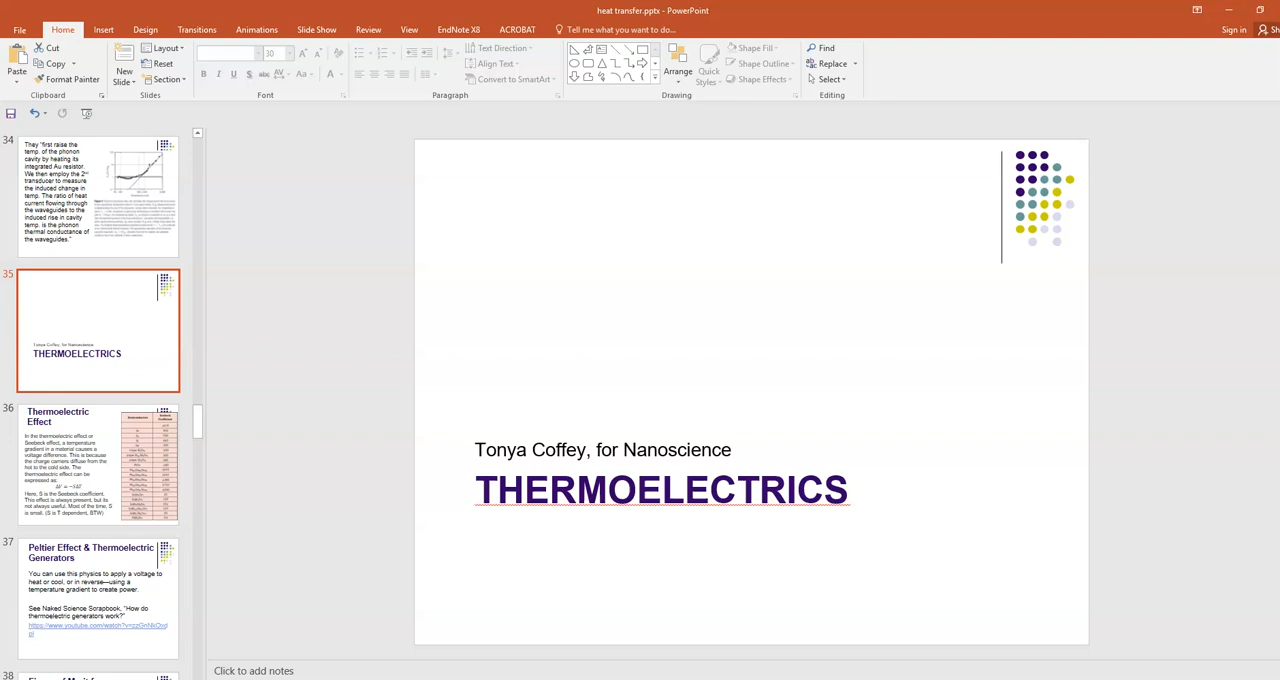 heat transfer.pptx - PowerPoint
File Home Insert Design Transitions Animations Slide Show Review View EndNote X8 ACROBAT Tell me what you want to do... Sign in Sh
Paste
Cut
Copy
Format Painter
Clipboard
New
Slide
Layout
Reset
Section
Slides
30
B I U S abc AV Aa A
Font
Text Direction
Align Text
Convert to SmartArt
Paragraph
Arrange
Quick
Styles
Shape Fill
Shape Outline
Shape Effects
Drawing
Find
Replace
Select
Editing
34
They "first raise the
temp. of the phonon
cavity by heating its
integrated Au resistor.
We then employ the 2nd
transducer to measure
the induced change in
temp. The ratio of heat
current flowing through
the waveguides to the
induced rise in cavity
temp. is the phonon
thermal conductance of
the waveguides."
35
Tonya Coffey, for Nanoscience
THERMOELECTRICS
36
Thermoelectric
Effect
In the thermoelectric effect or
Seebeck effect, a temperature
gradient in a material causes a
voltage difference. This is because
the charge carriers diffuse from the
hot to the cold side. The
thermoelectric effect can be
expressed as:
ΔV = −SΔT
Here, S is the Seebeck coefficient.
This effect is always present, but its
not always useful. Most of the time, S
is small. (S is T dependent, BTW)
37
Peltier Effect & Thermoelectric
Generators
You can use this physics to apply a voltage to
heat or cool, or in reverse—using a
temperature gradient to create power.
See Naked Science Scrapbook, "How do
thermoelectric generators work?"
38
Tonya Coffey, for Nanoscience
THERMOELECTRICS
Click to add notes